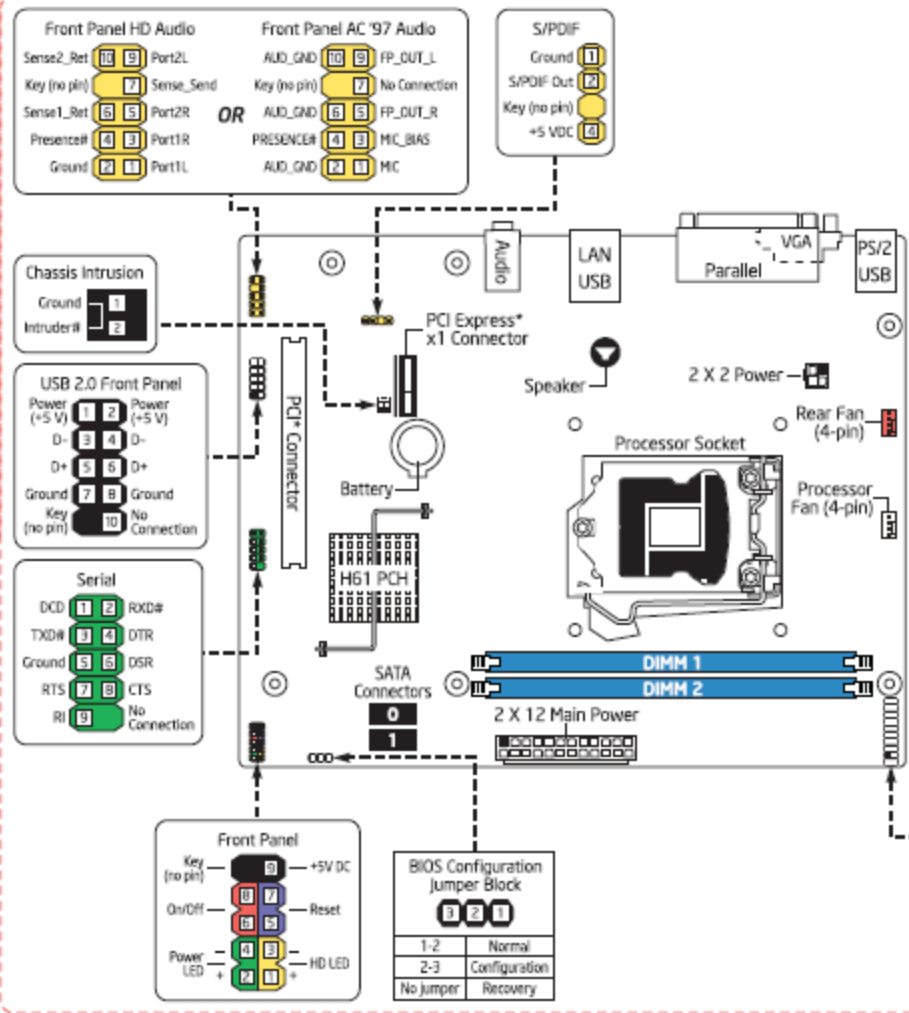 Front Panel HD Audio
Sense2_Ret 10 9 Port2L
Key (no pin) 7 Sense_Send
Sense1_Ret 6 5 Port2R
Presence# 4 3 Port1R
Ground 2 1 Port1L
OR
Front Panel AC '97 Audio
AUD_GND 10 9 FP_OUT_L
Key (no pin) 7 No Connection
AUD_GND 6 5 FP_OUT_R
PRESENCE# 4 3 MIC_BIAS
AUD_GND 2 1 MIC
S/PDIF
Ground 1
S/PDIF Out 2
Key (no pin)
+5 VDC 4
Chassis Intrusion
Ground 1
Intruder# 2
USB 2.0 Front Panel
Power (+5 V) 1 2 Power (+5 V)
D- 3 4 D-
D+ 5 6 D+
Ground 7 8 Ground
Key (no pin) 10 No Connection
Serial
DCD 1 2 RXD#
TXD# 3 4 DTR
Ground 5 6 DSR
RTS 7 8 CTS
RI 9 No Connection
Audio
LAN
USB
VGA
Parallel
PS/2
USB
PCI Express*
x1 Connector
Speaker
2 X 2 Power
Rear Fan
(4-pin)
PCI* Connector
Battery
Processor Socket
Processor
Fan (4-pin)
H61 PCH
DIMM 1
DIMM 2
SATA
Connectors
0
1
2 X 12 Main Power
Front Panel
Key (no pin) 9 +5V DC
8 7
On/Off Reset
6 5
- 4 3 -
Power LED HD LED
+ 2 1 +
BIOS Configuration
Jumper Block
3 2 1
1-2 Normal
2-3 Configuration
No jumper Recovery